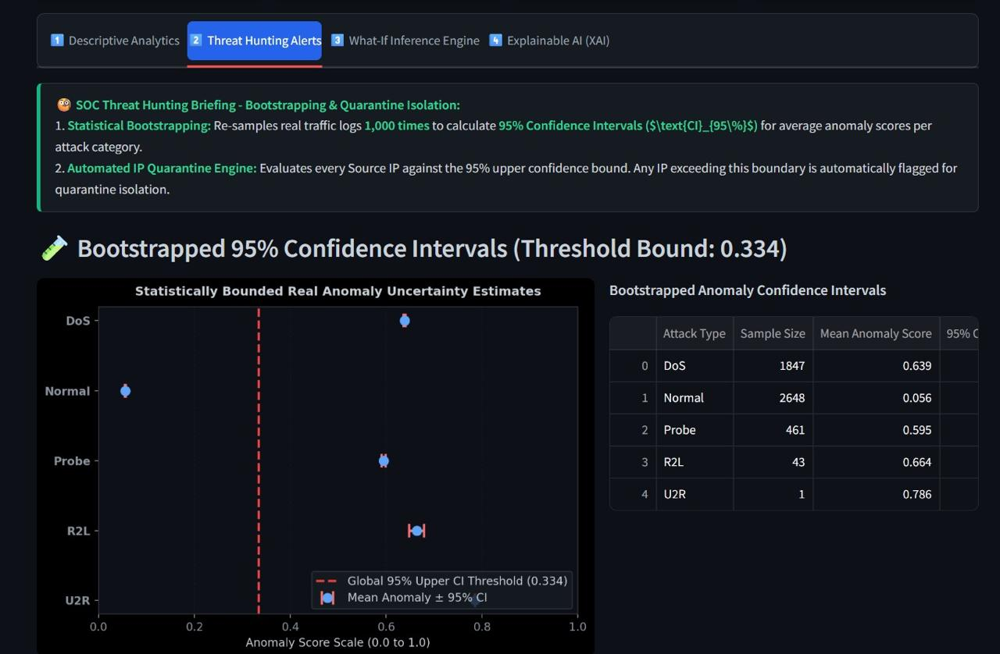 1 Descriptive Analytics 2 Threat Hunting Alerts 3 What-If Inference Engine 4 Explainable AI (XAI)
SOC Threat Hunting Briefing - Bootstrapping & Quarantine Isolation:
1. Statistical Bootstrapping: Re-samples real traffic logs 1,000 times to calculate 95% Confidence Intervals ($\text{CI}_{95\%}$) for average anomaly scores per
attack category.
2. Automated IP Quarantine Engine: Evaluates every Source IP against the 95% upper confidence bound. Any IP exceeding this boundary is automatically flagged for
quarantine isolation.
Bootstrapped 95% Confidence Intervals (Threshold Bound: 0.334)
Statistically Bounded Real Anomaly Uncertainty Estimates
DoS
Normal
Probe
R2L
U2R
Global 95% Upper CI Threshold (0.334)
Mean Anomaly ± 95% CI
0.0 0.2 0.4 0.6 0.8 1.0
Anomaly Score Scale (0.0 to 1.0)
Bootstrapped Anomaly Confidence Intervals
Attack Type Sample Size Mean Anomaly Score 95% C
0 DoS 1847 0.639
1 Normal 2648 0.056
2 Probe 461 0.595
3 R2L 43 0.664
4 U2R 1 0.786